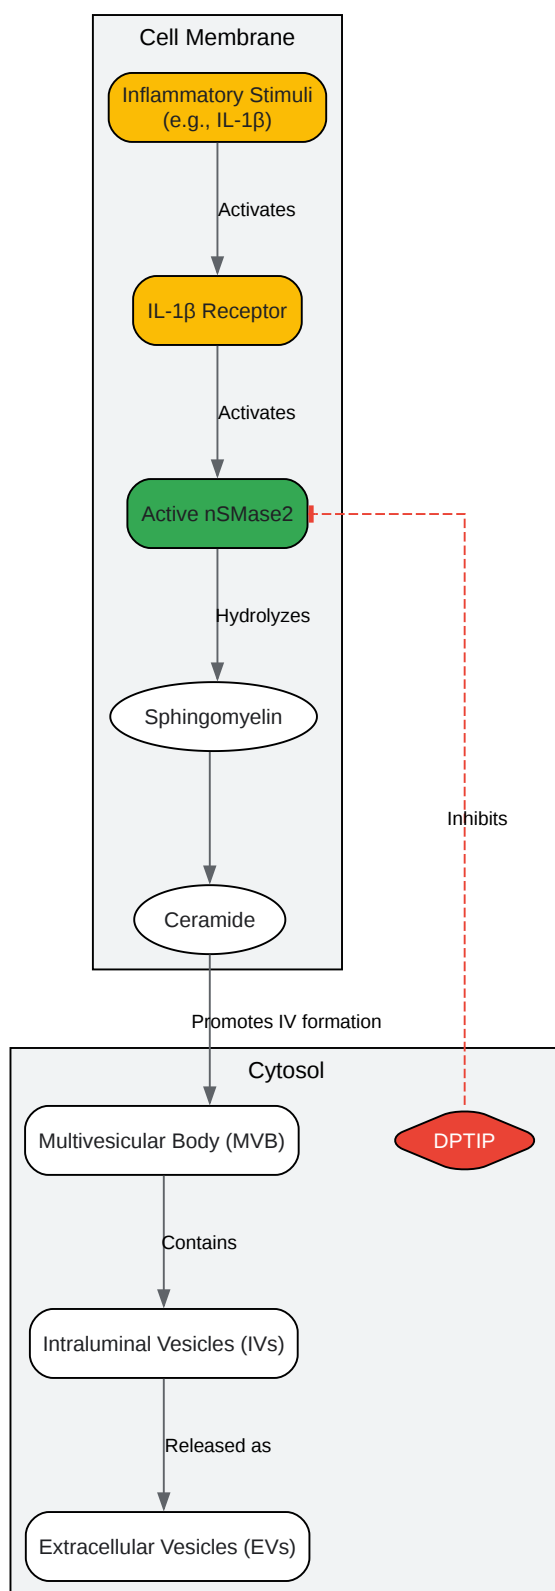 Cell Membrane
Inflammatory Stimuli
(e.g., IL-1β)
Activates
IL-1β Receptor
Activates
Active nSMase2
Hydrolyzes
Sphingomyelin
Inhibits
Ceramide
Promotes IV formation
Cytosol
Multivesicular Body (MVB)
DPTIP
Contains
Intraluminal Vesicles (IVs)
Released as
Extracellular Vesicles (EVs)